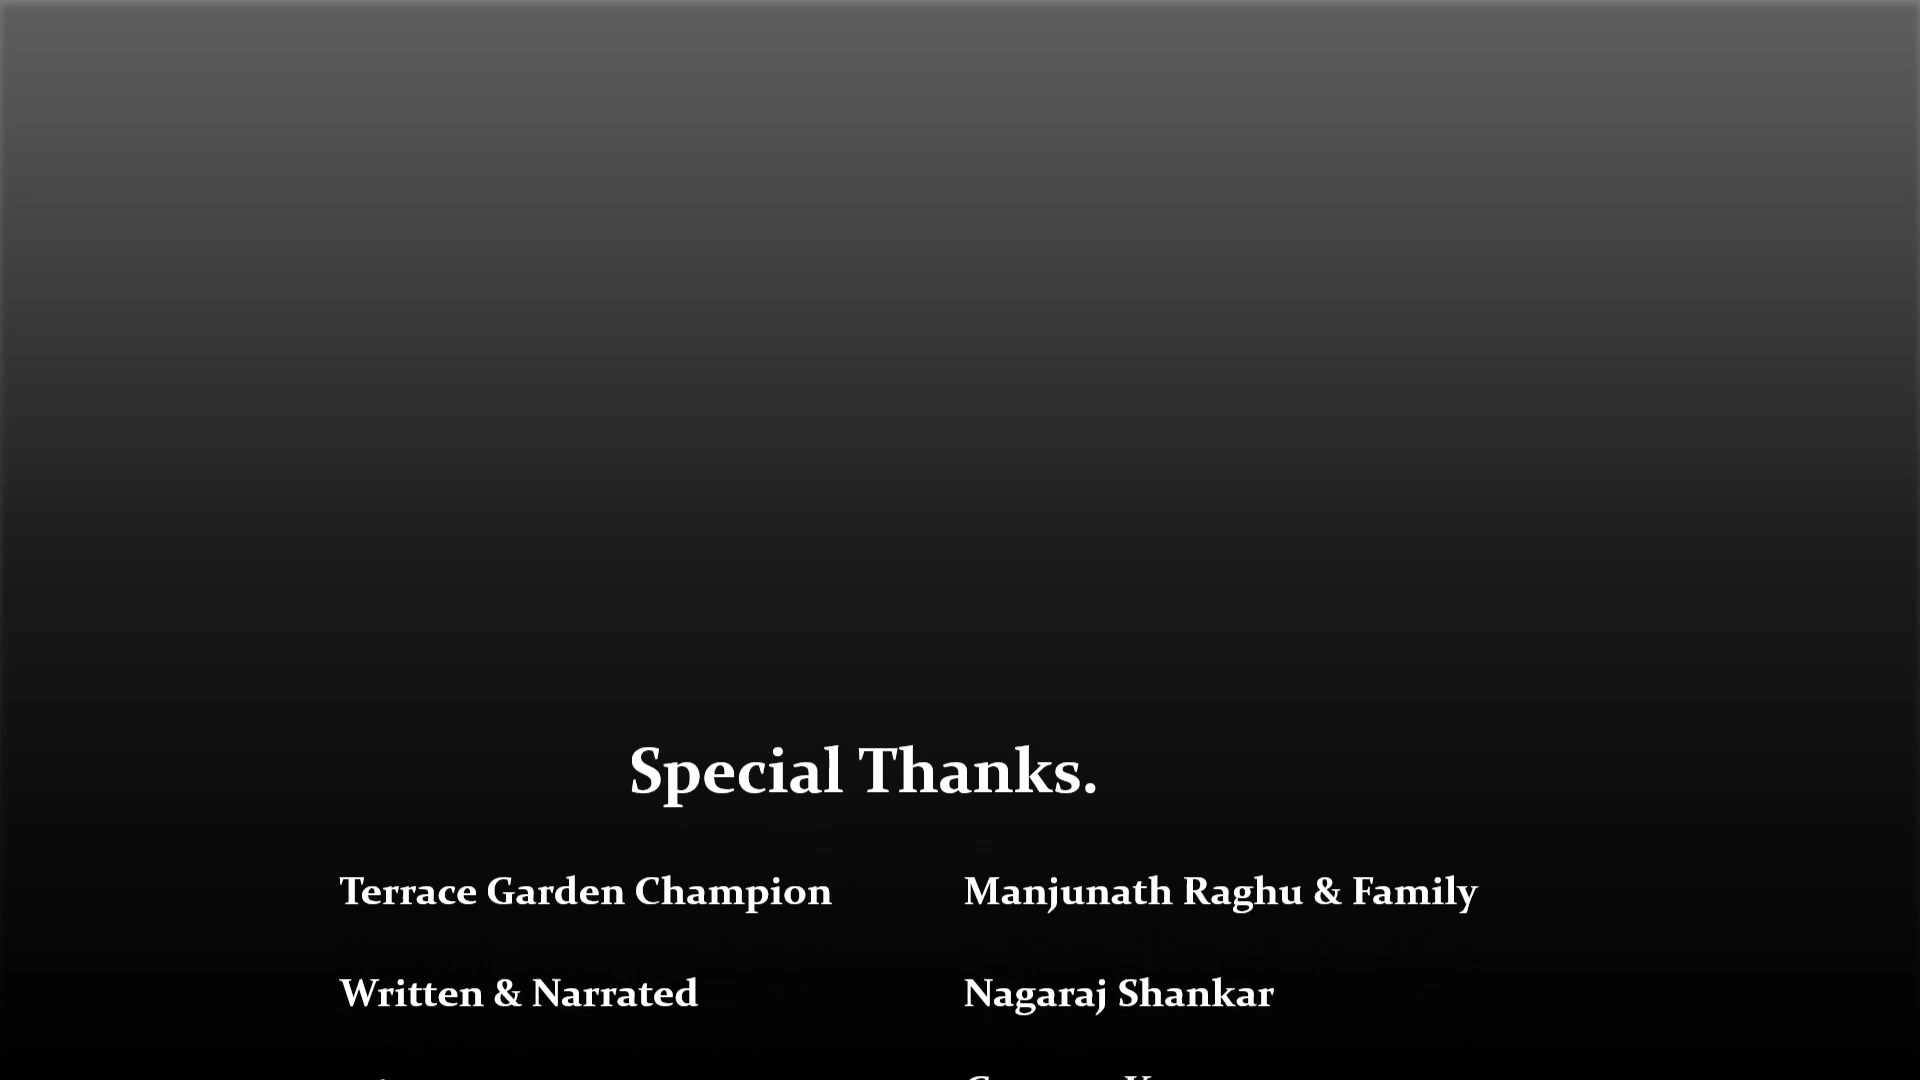 Special Thanks.
Terrace Garden Champion Manjunath Raghu & Family
Written & Narrated Nagaraj Shankar